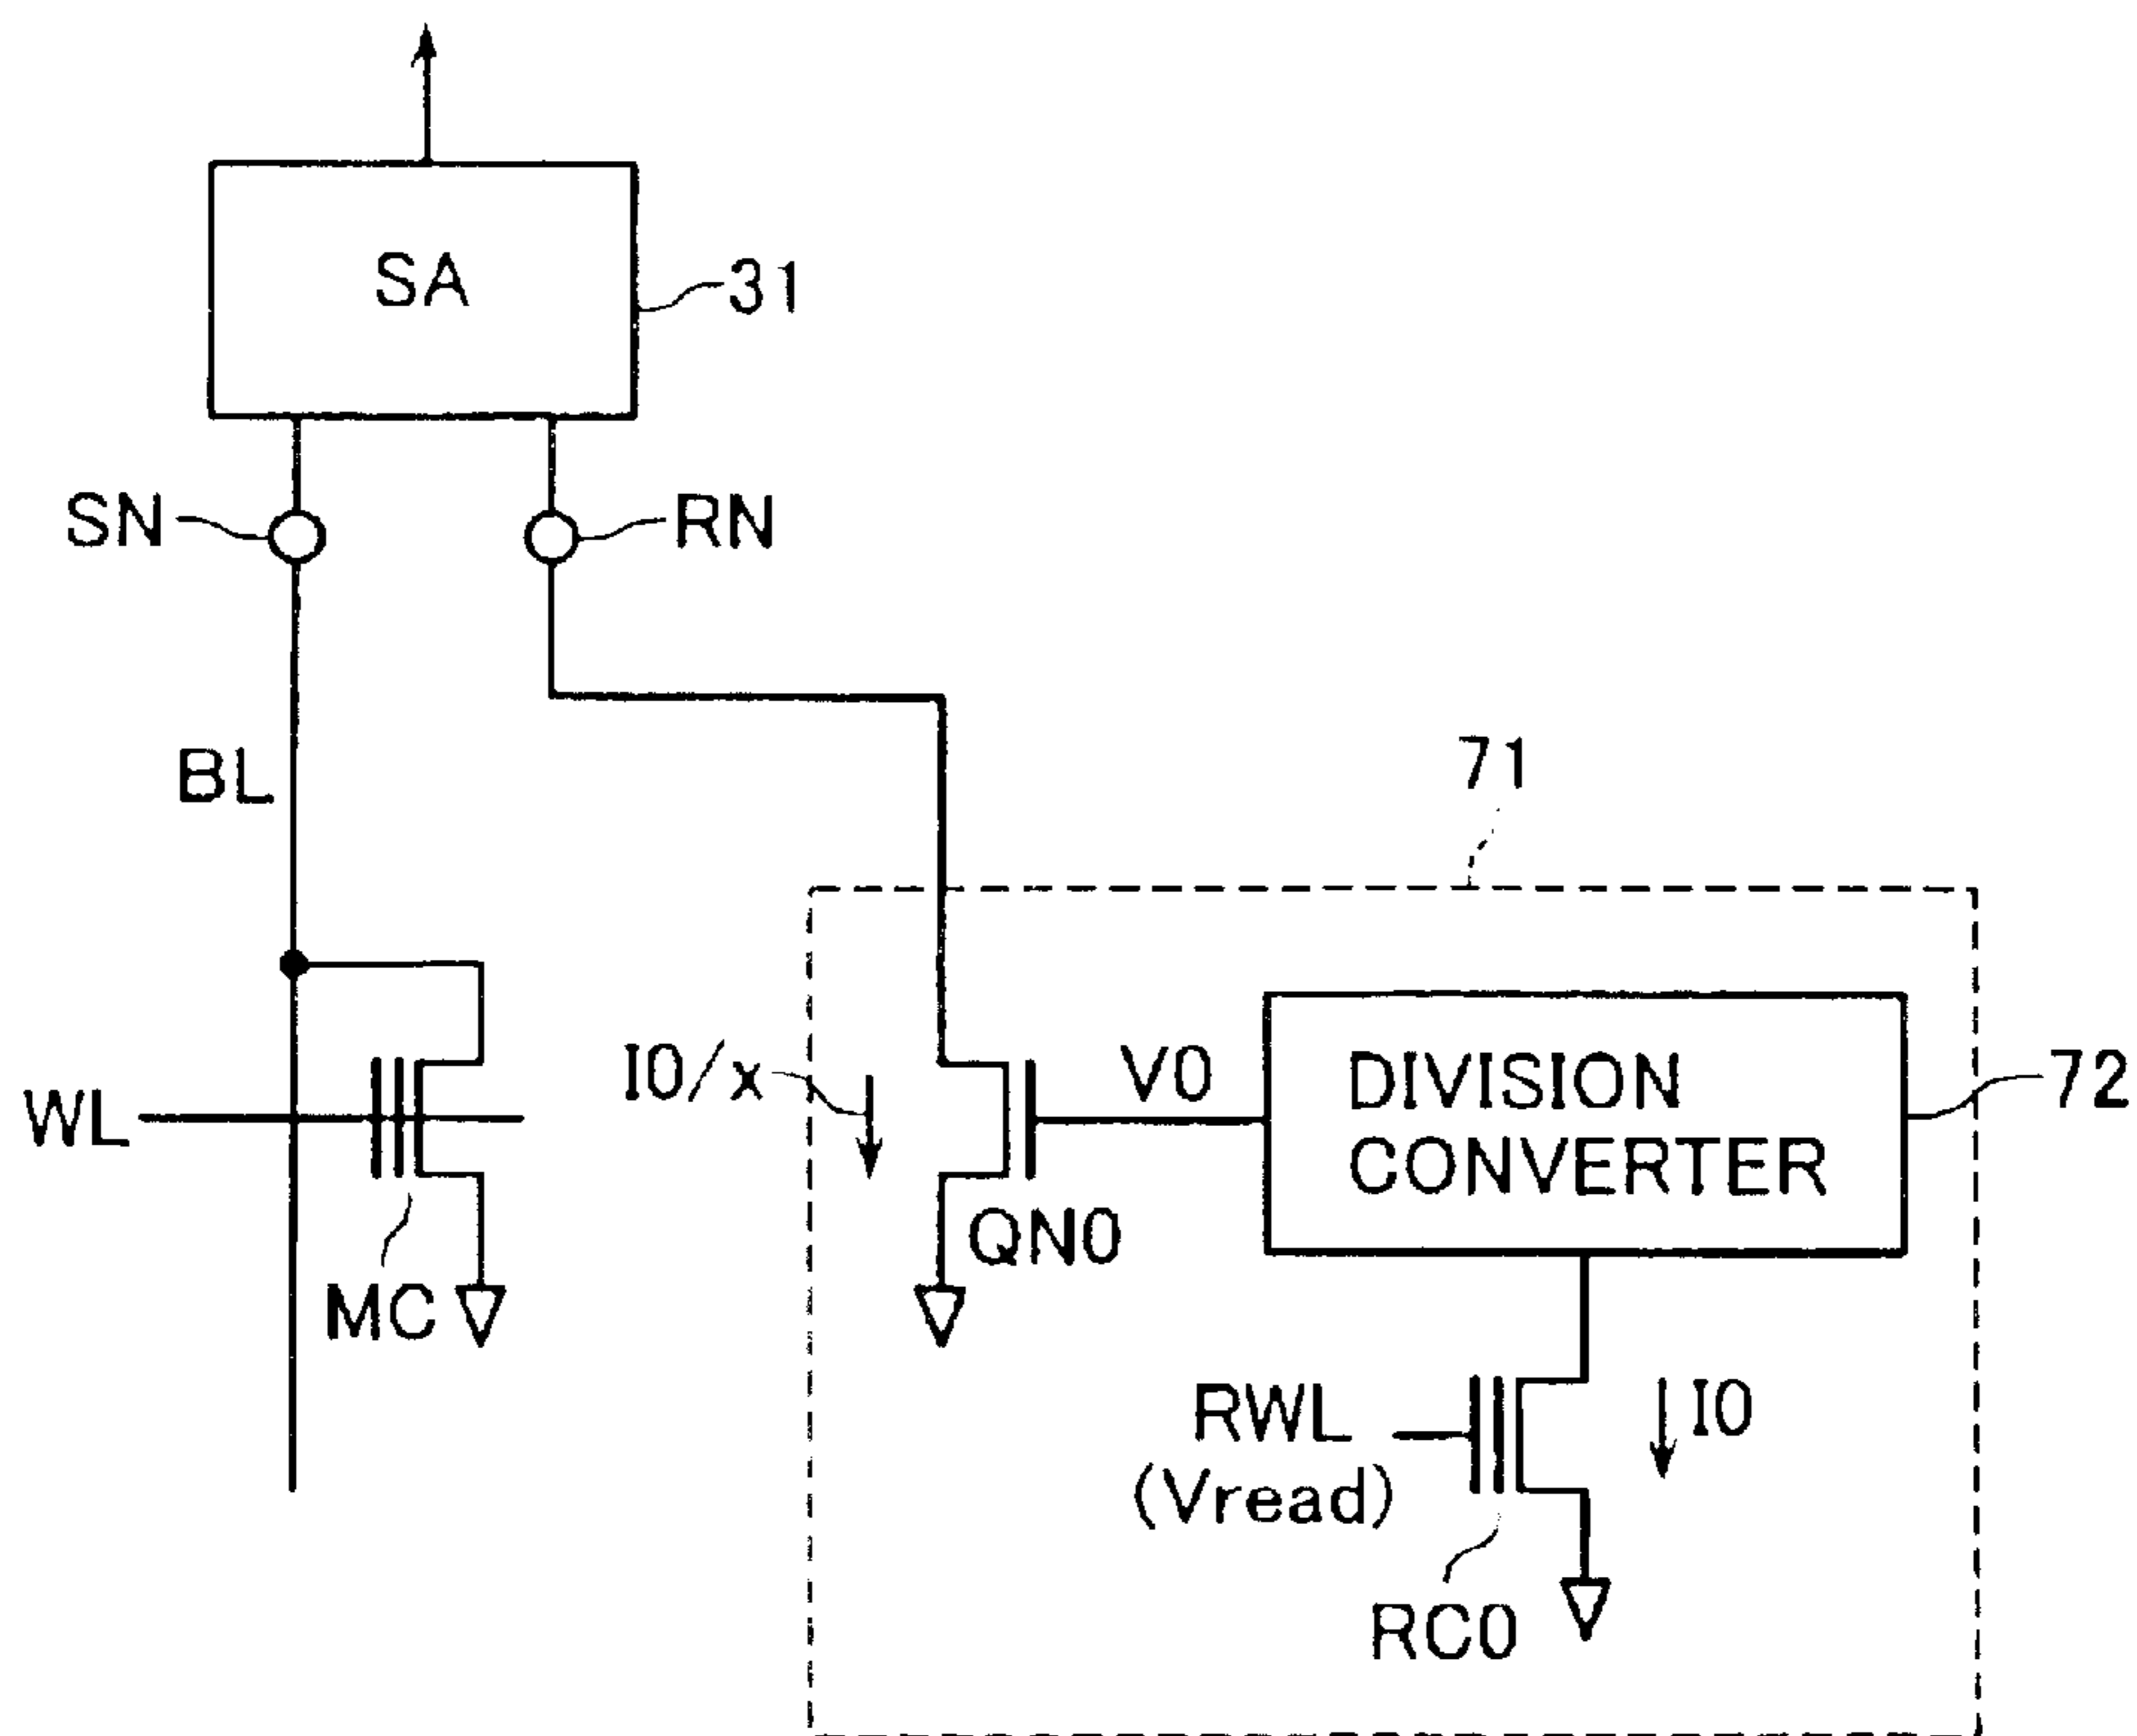 SA
31
SN
RN
BL
71
I0/x
V0
DIVISION
CONVERTER
72
WL
QN0
MC
RWL
(Vread)
I0
RC0